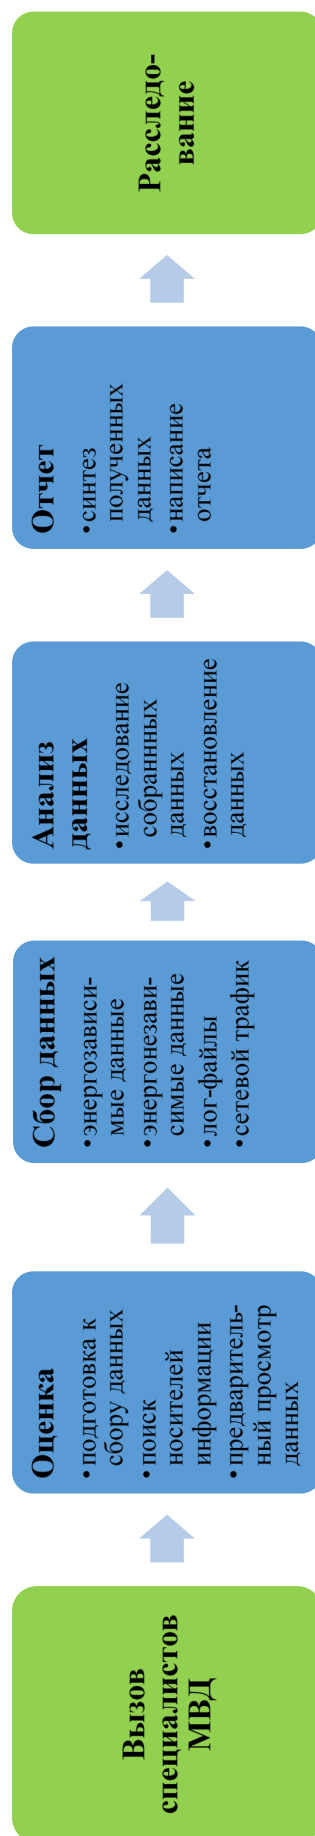 Вызов
специалистов
МВД
Оценка
•подготовка к
сбору данных
•поиск
носителей
информации
•предваритель-
ный просмотр
данных
Сбор данных
•энергозависи-
мые данные
•энергонезави-
симые данные
•лог-файлы
•сетевой трафик
Анализ
данных
•исследование
собраннных
данных
•восстановление
данных
Отчет
•синтез
полученных
данных
•написание
отчета
Расследо-
вание